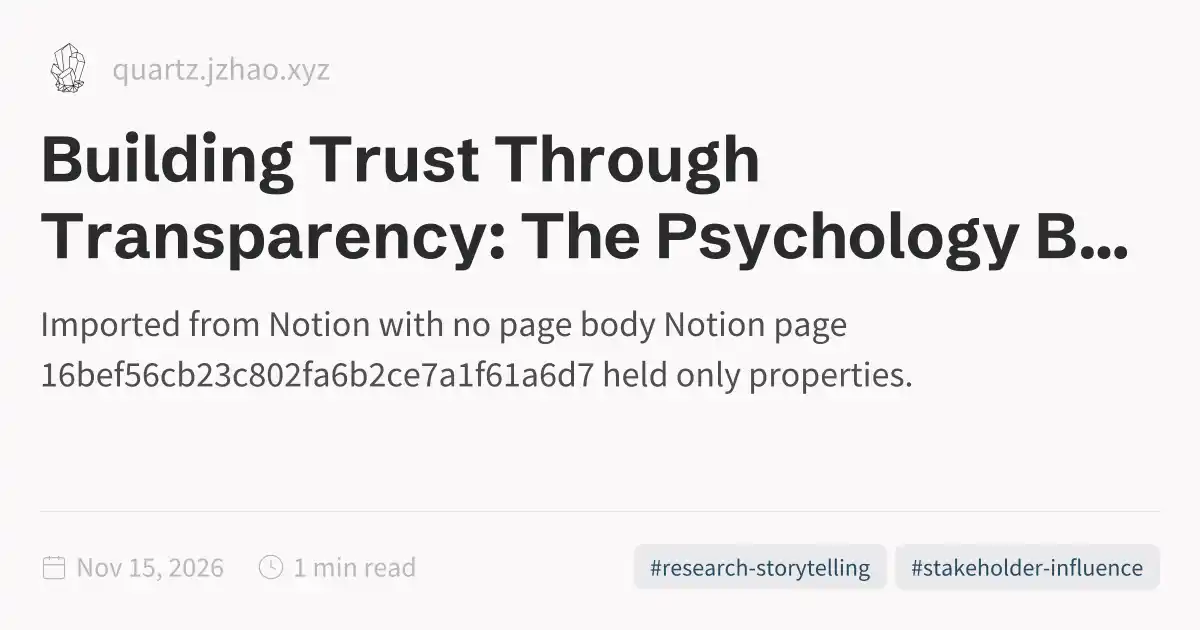 quartz.jzhao.xyz
Building Trust Through
Transparency: The Psychology B...
Imported from Notion with no page body Notion page
16bef56cb23c802fa6b2ce7a1f61a6d7 held only properties.
Nov 15, 2026
1 min read
#research-storytelling
#stakeholder-influence